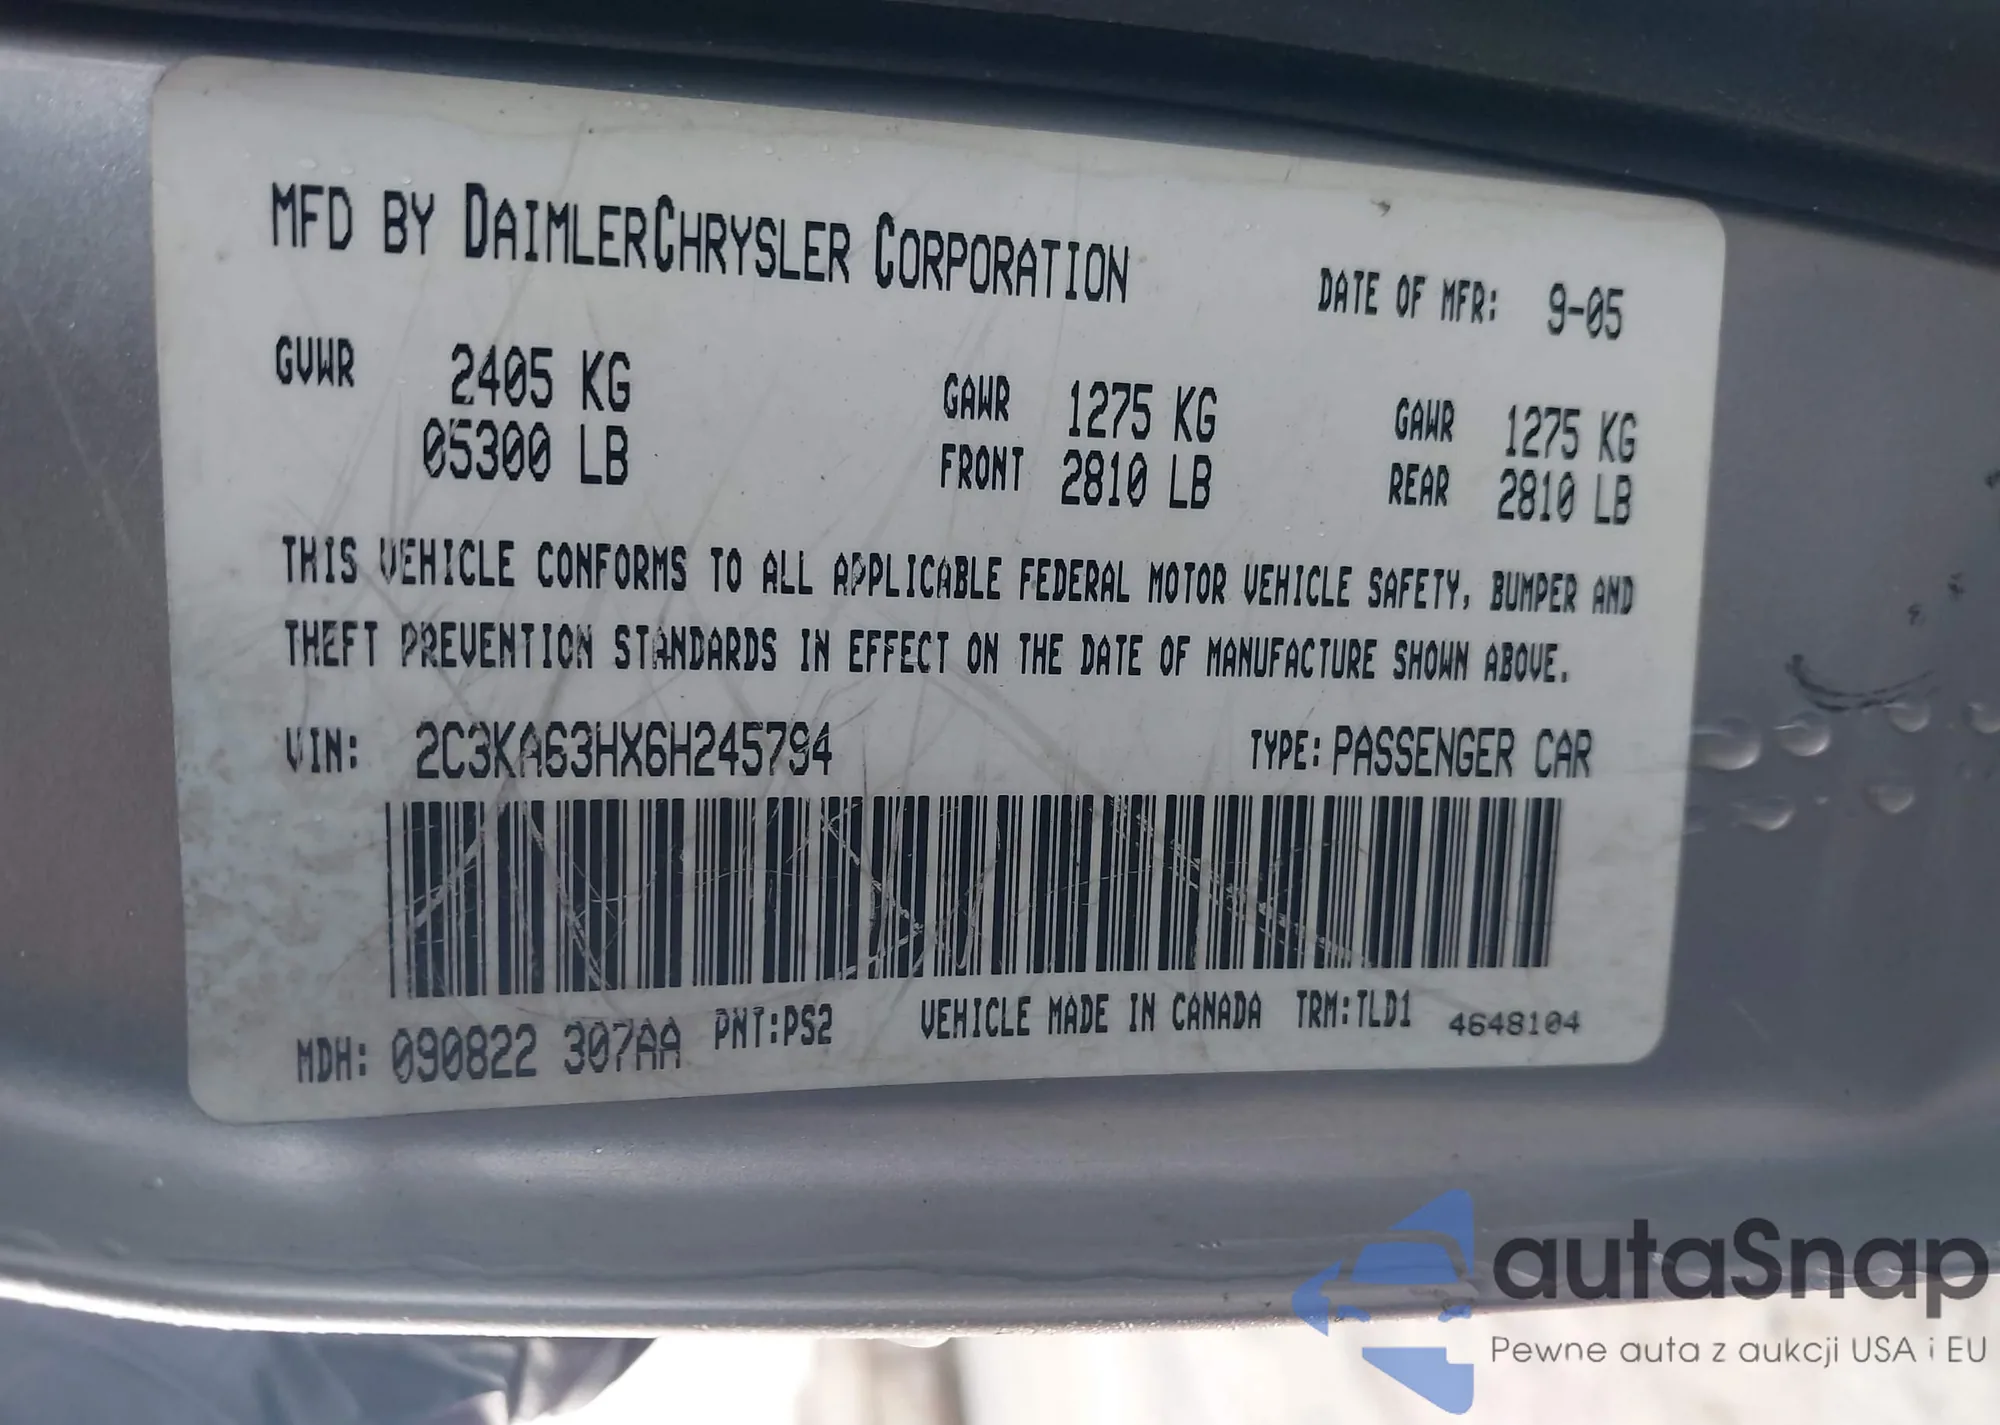 MFD BY DAIMLERCHRYSLER CORPORATION
DATE OF MFR: 9-05
GVWR 2405 KG GAWR 1275 KG GAWR 1275 KG
05300 LB FRONT 2810 LB REAR 2810 LB
THIS VEHICLE CONFORMS TO ALL APPLICABLE FEDERAL MOTOR VEHICLE SAFETY, BUMPER AND
THEFT PREVENTION STANDARDS IN EFFECT ON THE DATE OF MANUFACTURE SHOWN ABOVE.
VIN: 2C3KA63HX6H245794 TYPE: PASSENGER CAR
MDH: 090822 307AA PNT:PS2 VEHICLE MADE IN CANADA TRM:TLD1 4648104
autaSnap
Pewne auta z aukcji USA i EU